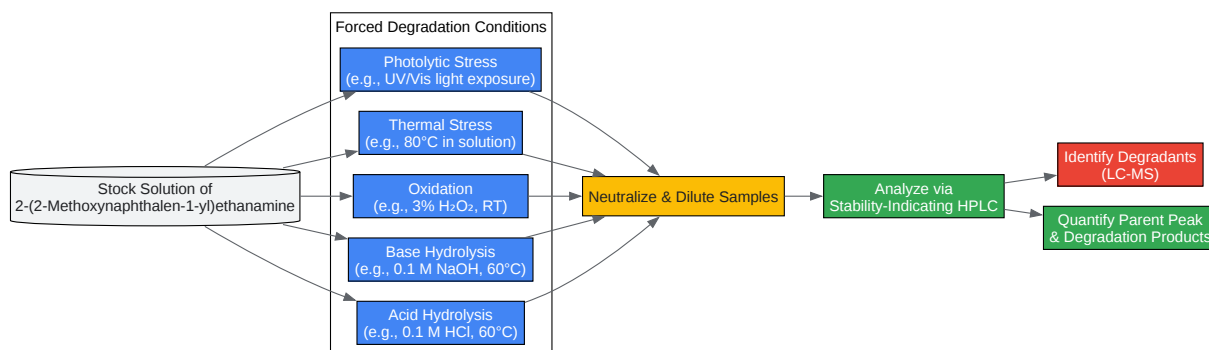 Forced Degradation Conditions
Photolytic Stress
(e.g., UV/Vis light exposure)
Thermal Stress
(e.g., 80°C in solution)
Stock Solution of
2-(2-Methoxynaphthalen-1-yl)ethanamine
Oxidation
(e.g., 3% H₂O₂, RT)
Base Hydrolysis
(e.g., 0.1 M NaOH, 60°C)
Acid Hydrolysis
(e.g., 0.1 M HCl, 60°C)
Neutralize & Dilute Samples
Analyze via
Stability-Indicating HPLC
Identify Degradants
(LC-MS)
Quantify Parent Peak
& Degradation Products